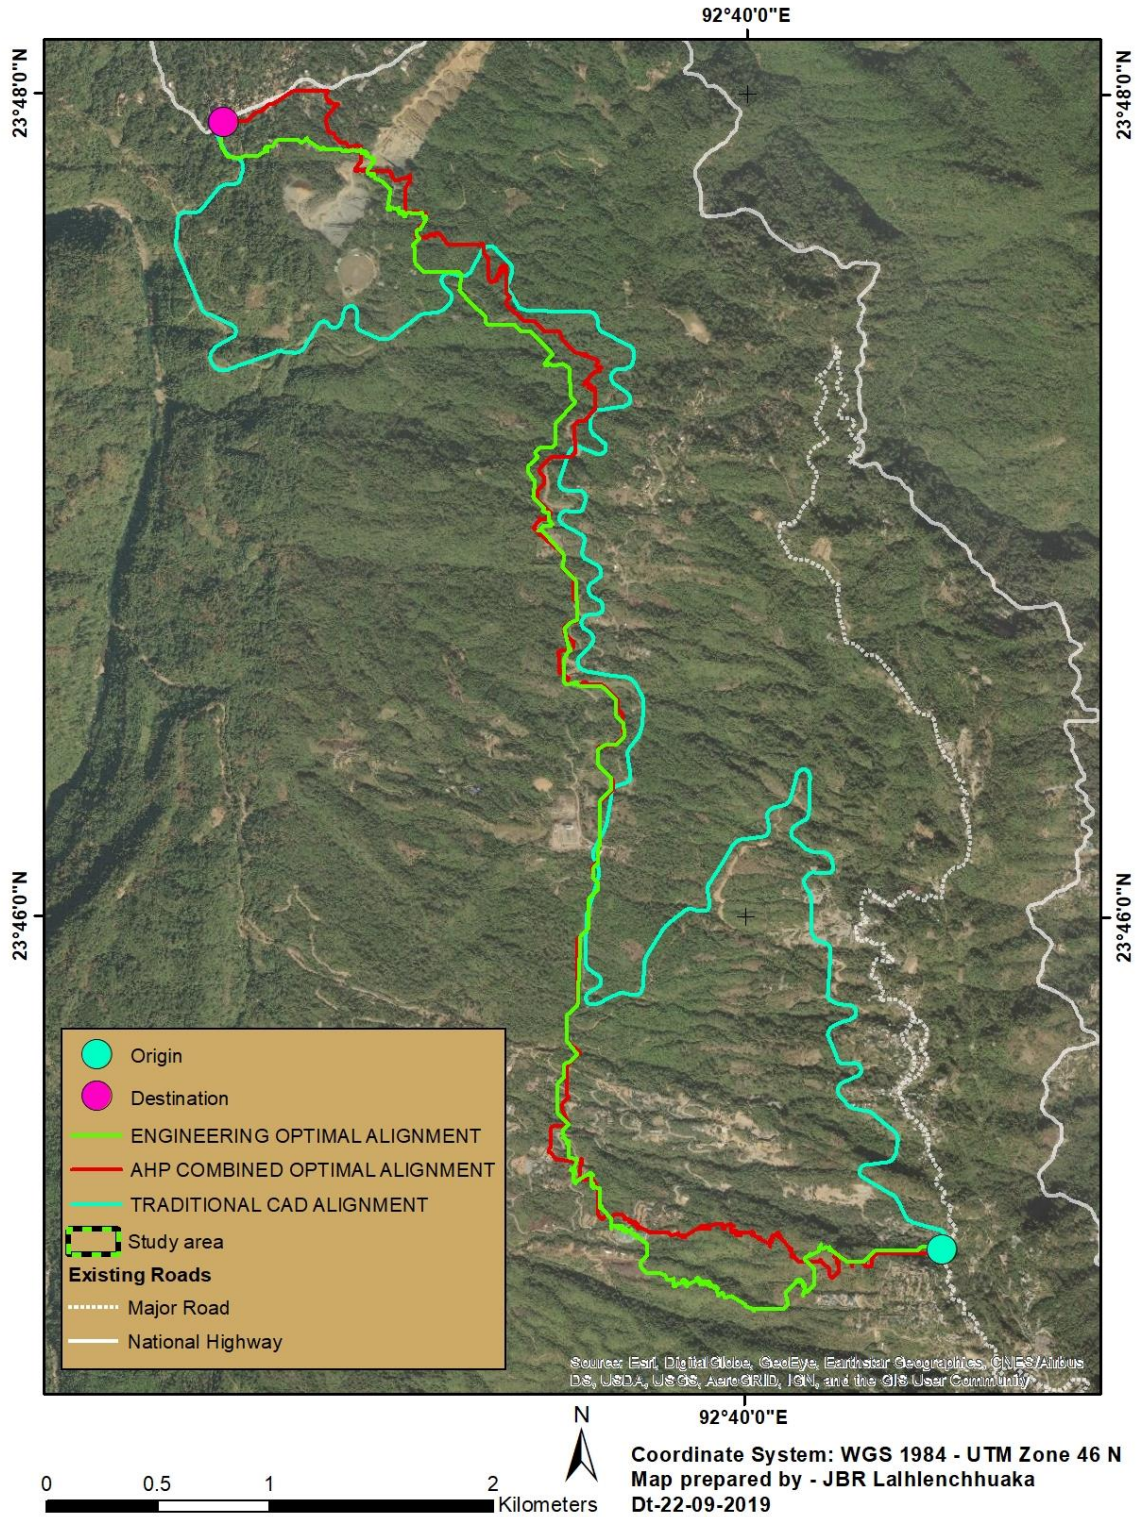 92°40'0"E
23°48'0"N
23°48'0"N
23°46'0"N
23°46'0"N
Origin
Destination
ENGINEERING OPTIMAL ALIGNMENT
AHP COMBINED OPTIMAL ALIGNMENT
TRADITIONAL CAD ALIGNMENT
Study area
Existing Roads
Major Road
National Highway
Source: Esri, DigitalGlobe, GeoEye, Earthstar Geographics, CNES/Airbus
DS, USDA, USGS, AeroGRID, IGN, and the GIS User Community
92°40'0"E
N
0 0.5 1 2
Kilometers
Coordinate System: WGS 1984 - UTM Zone 46 N
Map prepared by - JBR Lalhlenchhuaka
Dt-22-09-2019